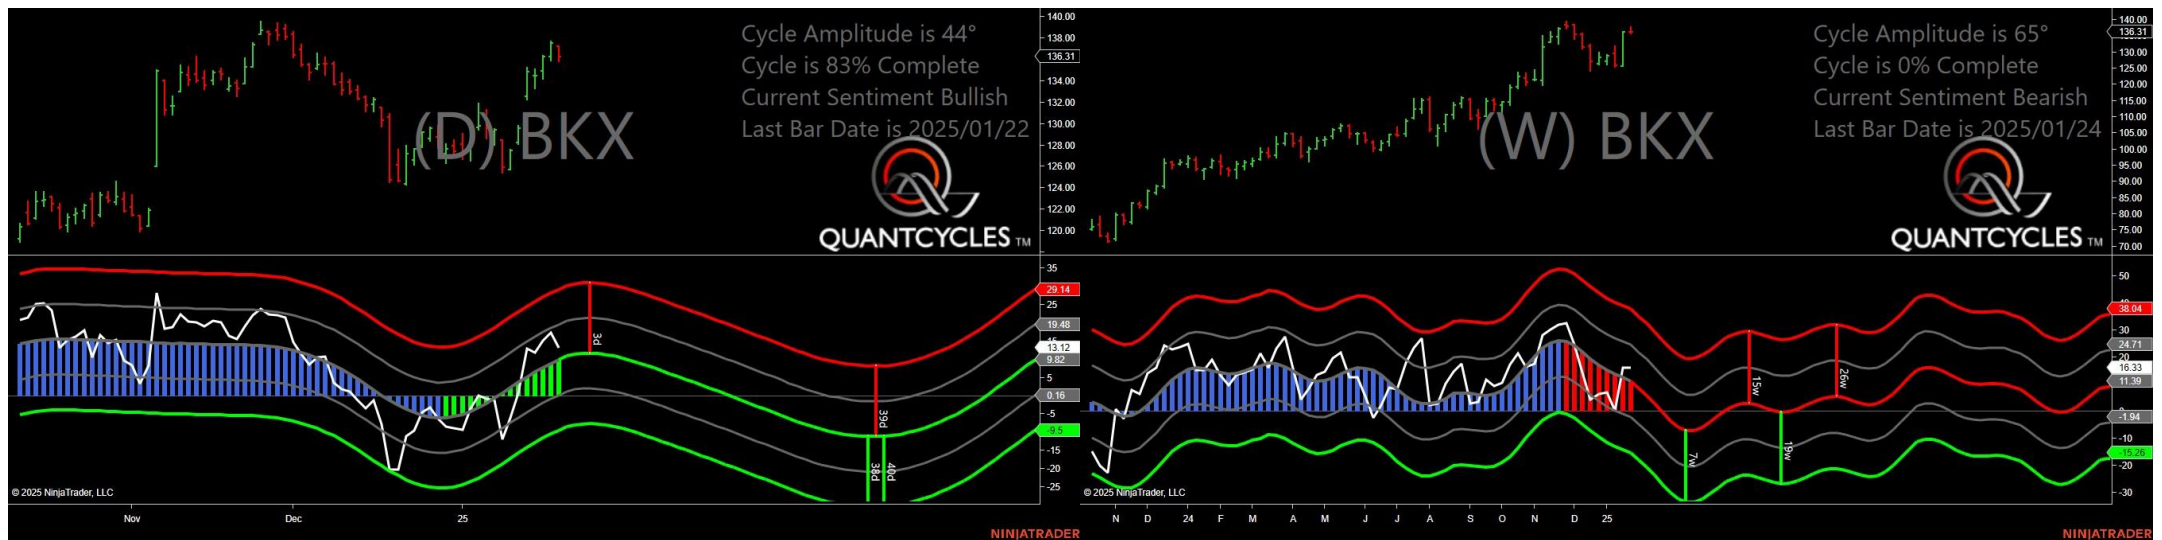 Cycle Amplitude is 44°
Cycle is 83% Complete
Current Sentiment Bullish
Last Bar Date is 2025/01/22
(D) BKX
QUANTCYCLES TM
140.00
138.00
136.31
134.00
132.00
130.00
128.00
126.00
124.00
122.00
120.00
35
29.14
25
19.48
13.12
9.82
5
0.16
-5
-9.5
-15
-20
-25
3d
39d
38d
40d
© 2025 NinjaTrader, LLC
Nov
Dec
25
NINJATRADER
Cycle Amplitude is 65°
Cycle is 0% Complete
Current Sentiment Bearish
Last Bar Date is 2025/01/24
(W) BKX
QUANTCYCLES TM
140.00
136.31
130.00
125.00
120.00
115.00
110.00
105.00
100.00
95.00
90.00
85.00
80.00
75.00
70.00
50
38.04
30
24.71
20
16.33
11.39
-1.94
-10
-15.26
-20
-30
15w
26w
7w
19w
© 2025 NinjaTrader, LLC
N
D
24
F
M
A
M
J
J
A
S
O
N
D
25
NINJATRADER